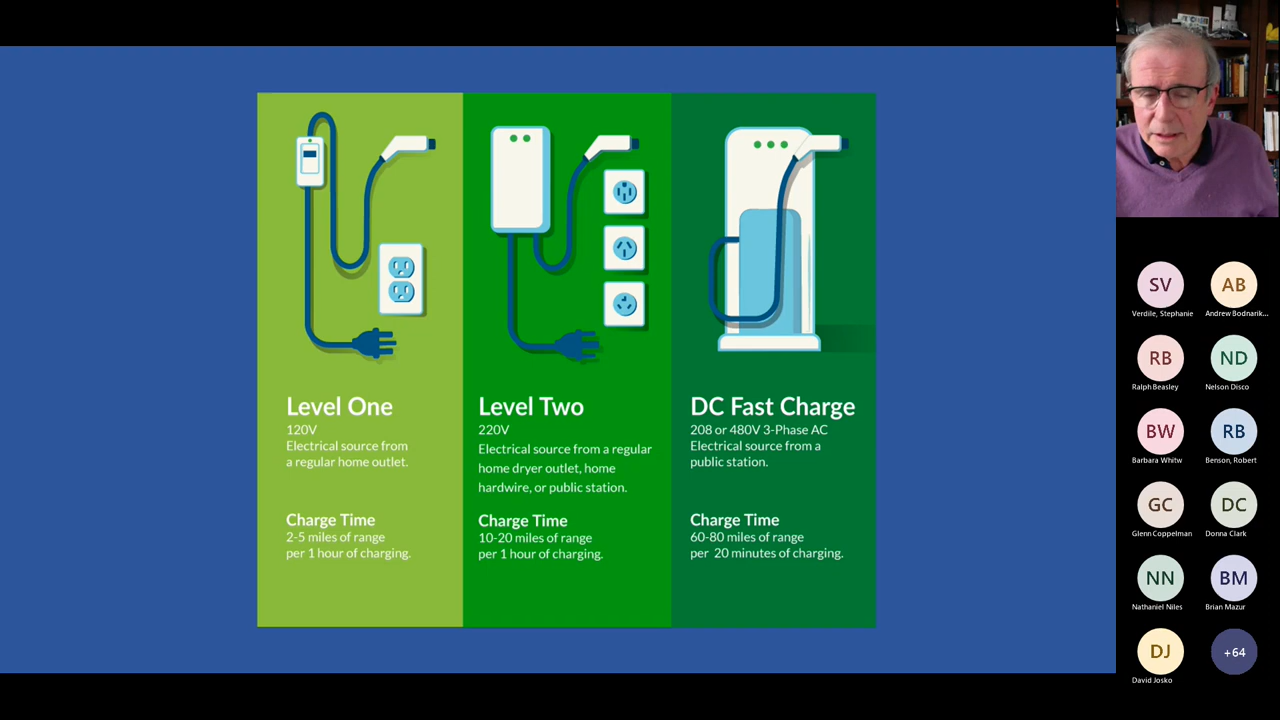 Level One
120V
Electrical source from
a regular home outlet.
Charge Time
2-5 miles of range
per 1 hour of charging.
Level Two
220V
Electrical source from a regular
home dryer outlet, home
hardwire, or public station.
Charge Time
10-20 miles of range
per 1 hour of charging.
DC Fast Charge
208 or 480V 3-Phase AC
Electrical source from a
public station.
Charge Time
60-80 miles of range
per 20 minutes of charging.
SV
Verdile, Stephanie
AB
Andrew Bodnarik...
RB
Ralph Beasley
ND
Nelson Disco
BW
Barbara Whitw
RB
Benson, Robert
GC
Glenn Coppelman
DC
Donna Clark
NN
Nathaniel Niles
BM
Brian Mazur
DJ
David Josko
+64